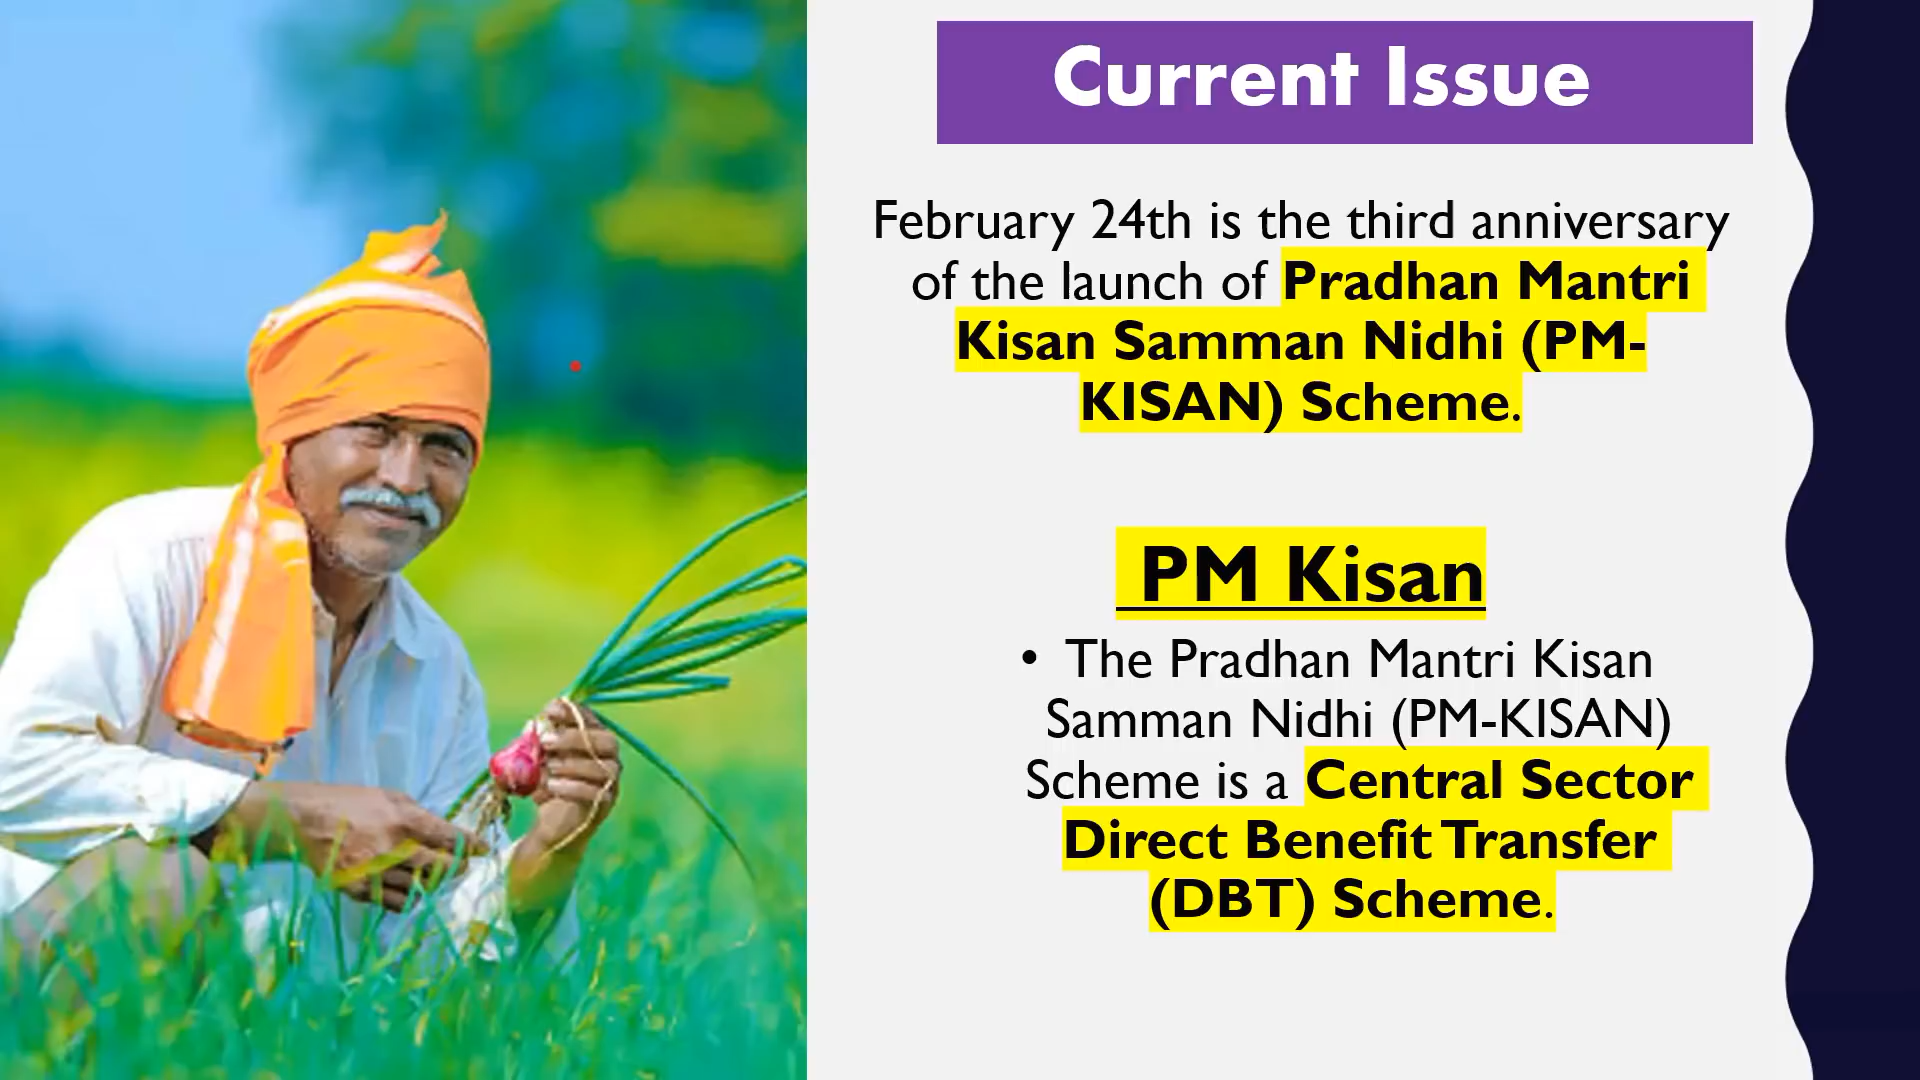 Current Issue
February 24th is the third anniversary
of the launch of Pradhan Mantri
Kisan Samman Nidhi (PM-
KISAN) Scheme.
PM Kisan
• The Pradhan Mantri Kisan
Samman Nidhi (PM-KISAN)
Scheme is a Central Sector
Direct Benefit Transfer
(DBT) Scheme.